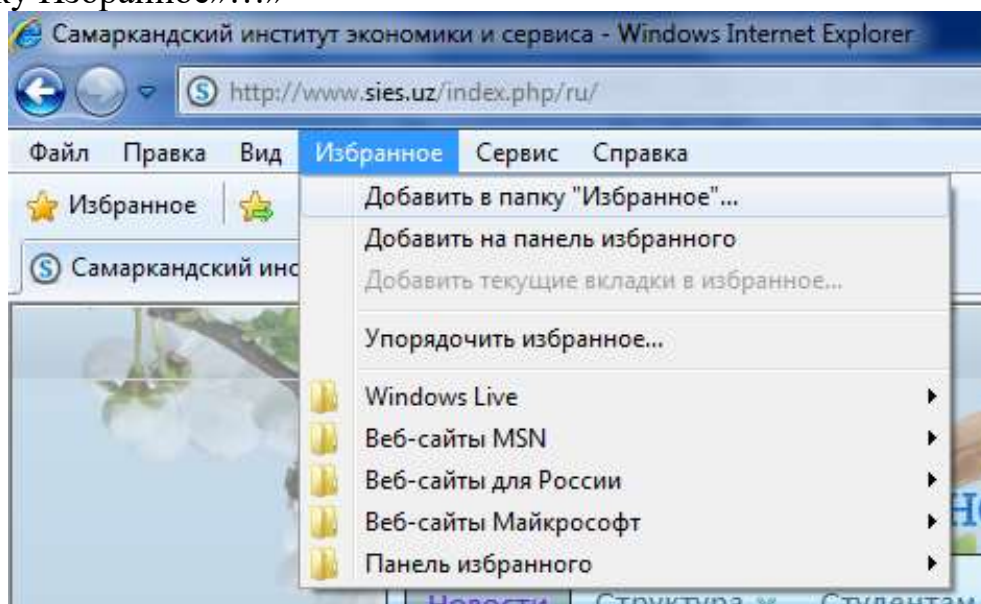 ку Избранное»…»
Самаркандский институт экономики и сервиса - Windows Internet Explorer
http://www.sies.uz/index.php/ru/
Файл Правка Вид Избранное Сервис Справка
Избранное
Добавить в папку "Избранное"...
Добавить на панель избранного
Самаркандский инс
Добавить текущие вкладки в избранное...
Упорядочить избранное...
Windows Live
Веб-сайты MSN
Веб-сайты для России
Веб-сайты Майкрософт
Панель избранного
Новости Структура Студентам